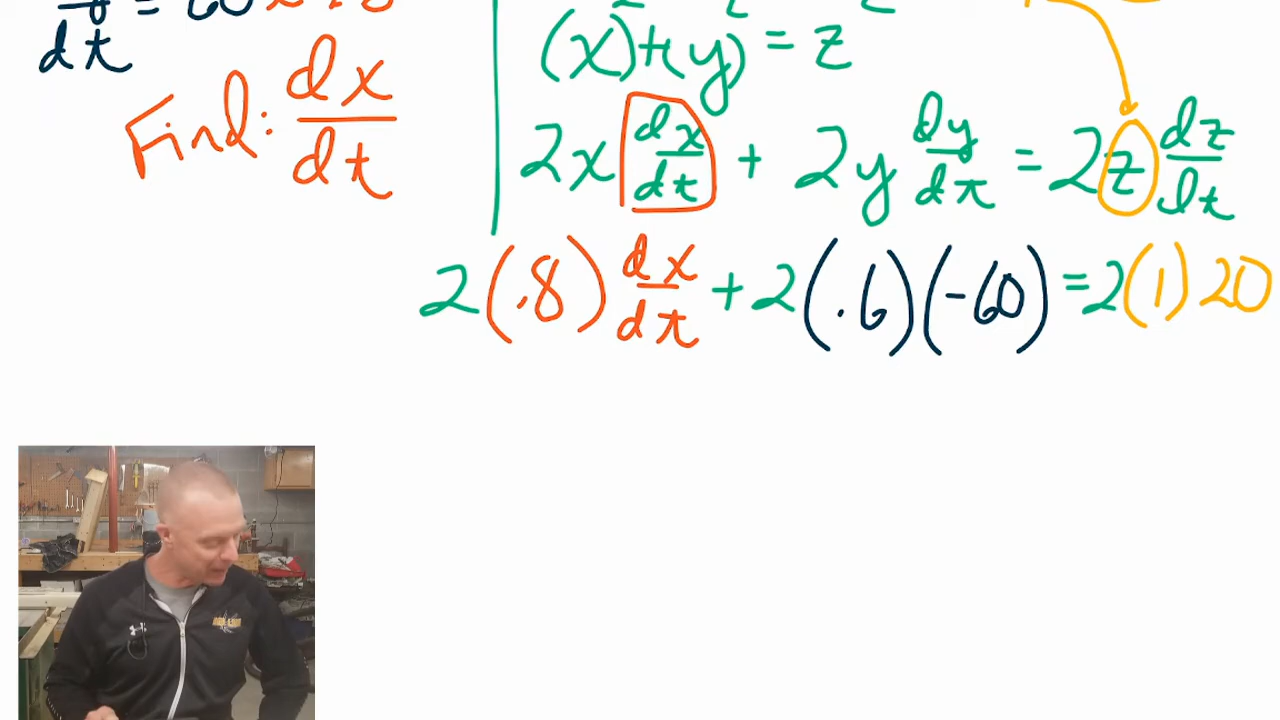 dt
Find: dx/dt
(x)+(y) = z
2x dx/dt + 2y dy/dt = 2z dz/dt
2(.8) dx/dt + 2(.6)(-60) = 2(1)20